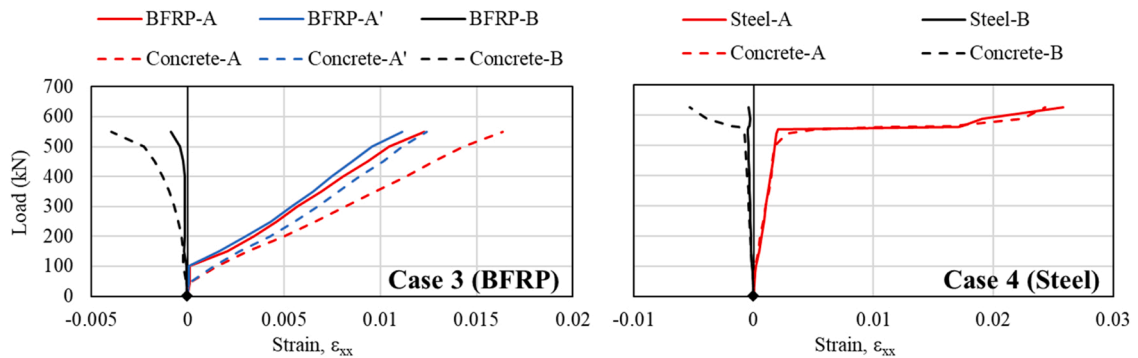 BFRP-A BFRP-A' BFRP-B
Concrete-A Concrete-A' Concrete-B
Load (kN)
700
600
500
400
300
200
100
0
-0.005 0 0.005 0.01 0.015 0.02
Case 3 (BFRP)
Strain, εxx
Steel-A Steel-B
Concrete-A Concrete-B
Case 4 (Steel)
-0.01 0 0.01 0.02 0.03
Strain, εxx